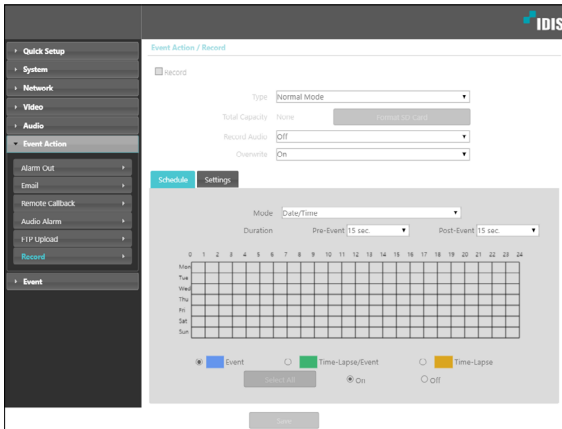 IDIS
Quick Setup
System
Network
Video
Audio
Event Action
Alarm Out
Email
Remote Callback
Audio Alarm
FTP Upload
Record
Event
Event Action / Record
Record
Type Normal Mode
Total Capacity None Format SD Card
Record Audio Off
Overwrite On
Schedule Settings
Mode Date/Time
Duration Pre-Event 15 sec. Post-Event 15 sec.
0 1 2 3 4 5 6 7 8 9 10 11 12 13 14 15 16 17 18 19 20 21 22 23 24
Mon
Tue
Wed
Thu
Fri
Sat
Sun
Event Time-Lapse/Event Time-Lapse
Select All On Off
Save